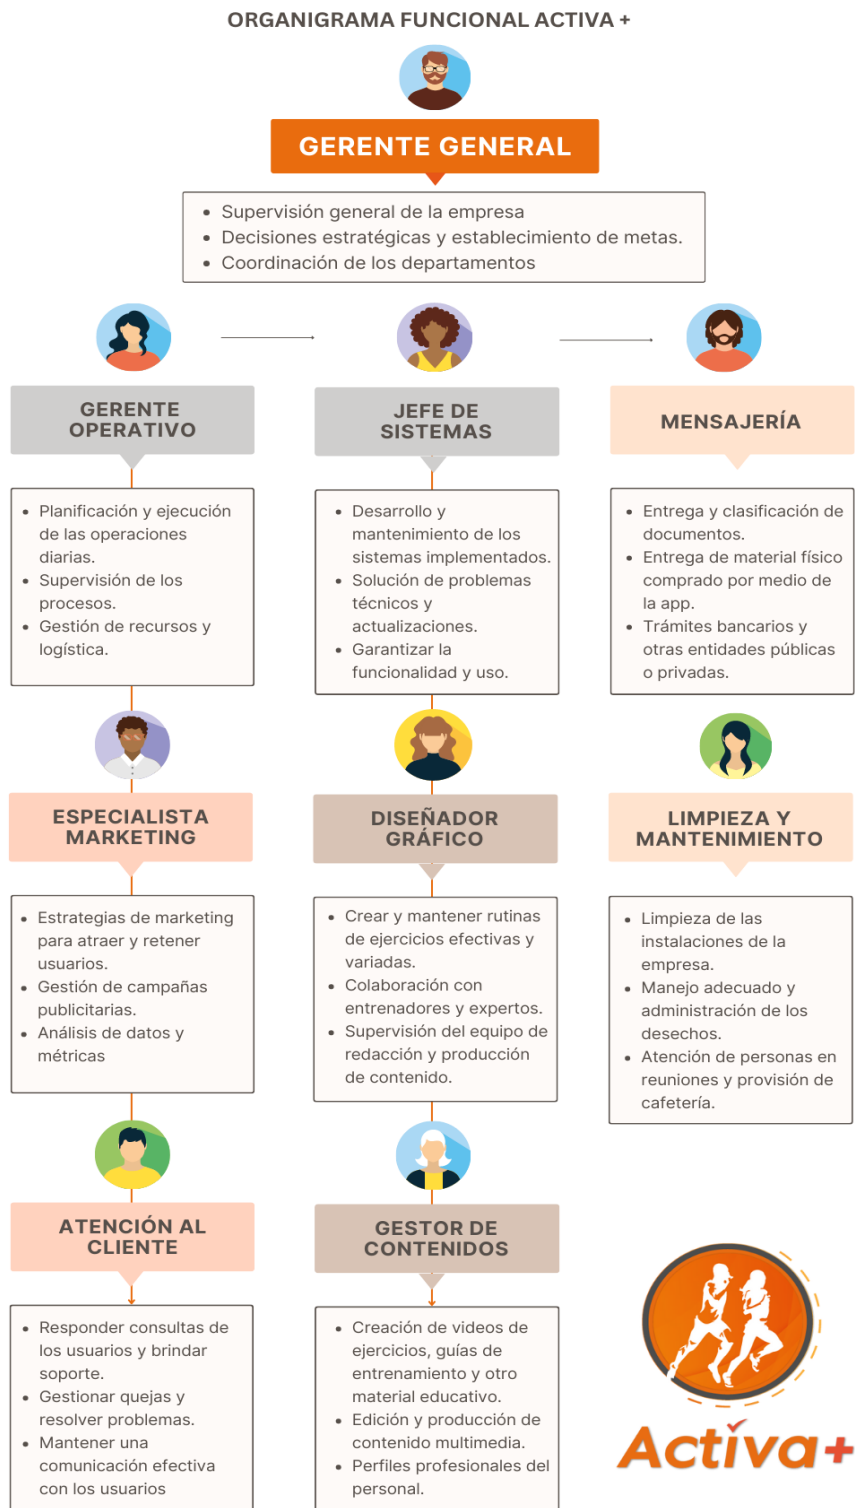 ORGANIGRAMA FUNCIONAL ACTIVA +
GERENTE GENERAL
• Supervisión general de la empresa
• Decisiones estratégicas y establecimiento de metas.
• Coordinación de los departamentos
GERENTE
OPERATIVO
• Planificación y ejecución
de las operaciones
diarias.
• Supervisión de los
procesos.
• Gestión de recursos y
logística.
JEFE DE
SISTEMAS
• Desarrollo y
mantenimiento de los
sistemas implementados.
• Solución de problemas
técnicos y
actualizaciones.
• Garantizar la
funcionalidad y uso.
MENSAJERÍA
• Entrega y clasificación de
documentos.
• Entrega de material físico
comprado por medio de
la app.
• Trámites bancarios y
otras entidades públicas
o privadas.
ESPECIALISTA
MARKETING
• Estrategias de marketing
para atraer y retener
usuarios.
• Gestión de campañas
publicitarias.
• Análisis de datos y
métricas
DISEÑADOR
GRÁFICO
• Crear y mantener rutinas
de ejercicios efectivas y
variadas.
• Colaboración con
entrenadores y expertos.
• Supervisión del equipo de
redacción y producción
de contenido.
LIMPIEZA Y
MANTENIMIENTO
• Limpieza de las
instalaciones de la
empresa.
• Manejo adecuado y
administración de los
desechos.
• Atención de personas en
reuniones y provisión de
cafetería.
ATENCIÓN AL
CLIENTE
• Responder consultas de
los usuarios y brindar
soporte.
• Gestionar quejas y
resolver problemas.
• Mantener una
comunicación efectiva
con los usuarios
GESTOR DE
CONTENIDOS
• Creación de videos de
ejercicios, guías de
entrenamiento y otro
material educativo.
• Edición y producción de
contenido multimedia.
• Perfiles profesionales del
personal.
Activa+